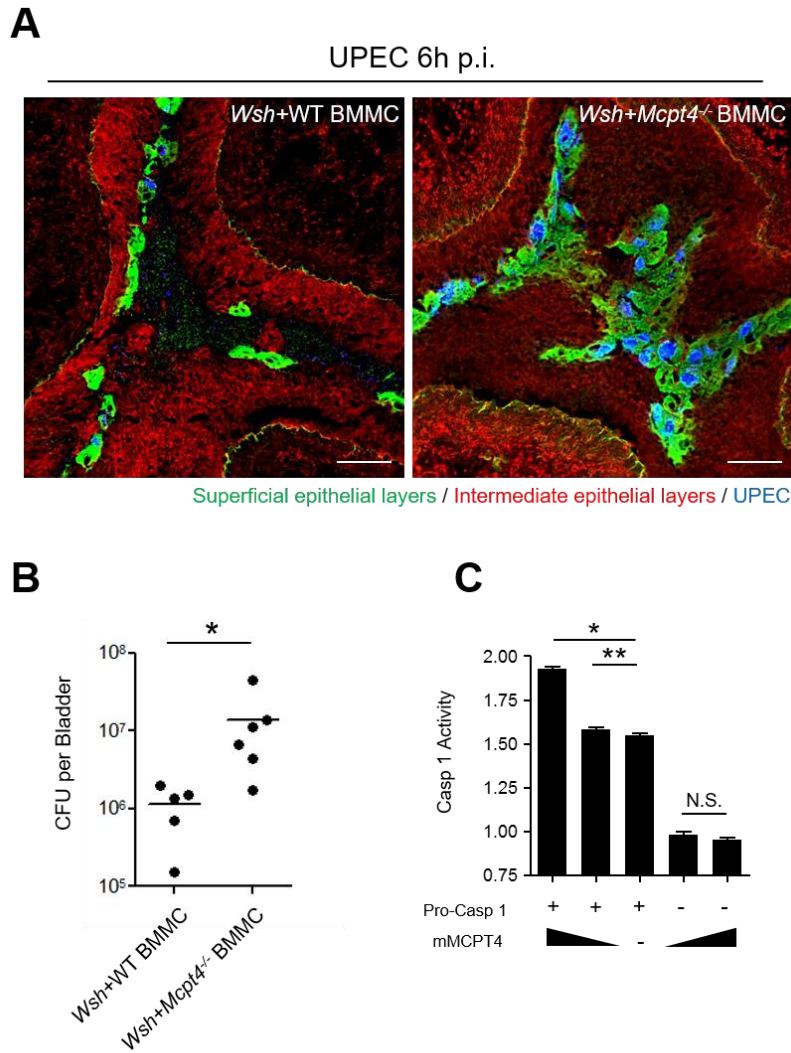 A
UPEC 6h p.i.
Wsh+WT BMMC
Wsh+Mcpt4-/- BMMC
Superficial epithelial layers / Intermediate epithelial layers / UPEC
B
*
CFU per Bladder
10⁸
10⁷
10⁶
10⁵
Wsh+WT BMMC
Wsh+Mcpt4-/- BMMC
C
*
**
N.S.
Casp 1 Activity
2.00
1.75
1.50
1.25
1.00
0.75
Pro-Casp 1 + + + - -
mMCPT4 -